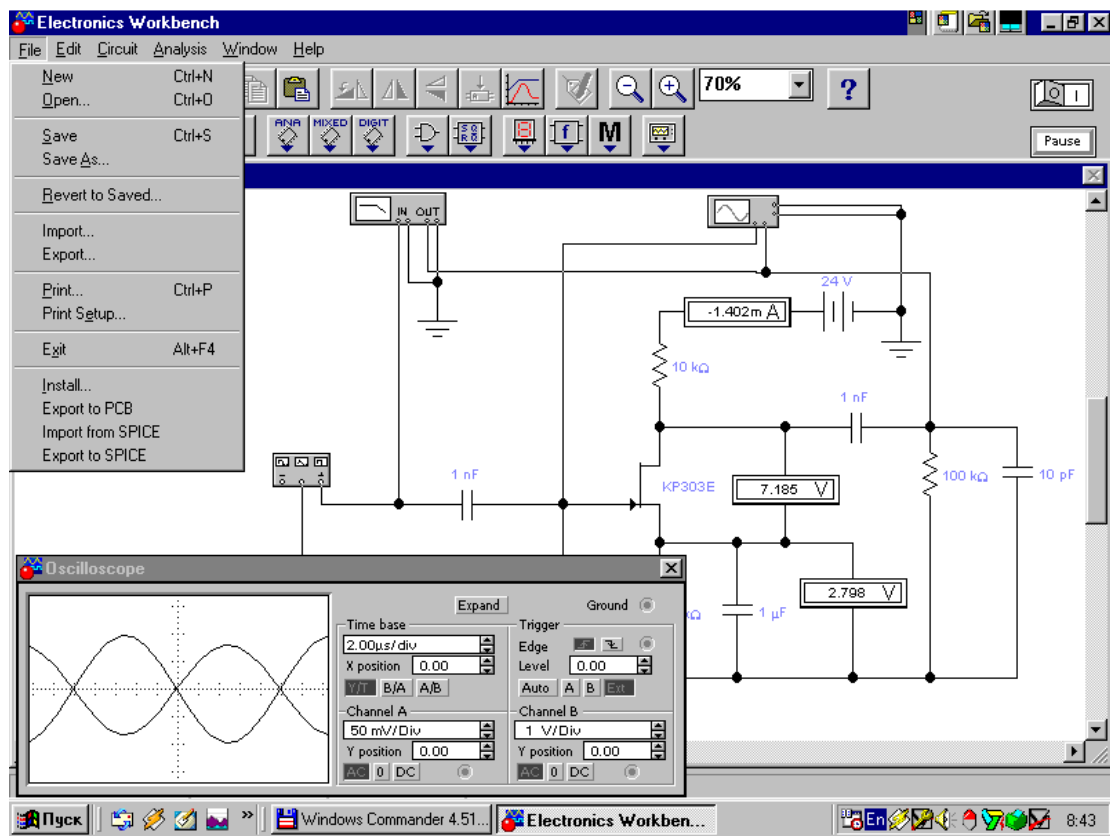 Electronics Workbench
File Edit Circuit Analysis Window Help
New Ctrl+N
Open... Ctrl+O
Save Ctrl+S
Save As...
Revert to Saved...
Import...
Export...
Print... Ctrl+P
Print Setup...
Exit Alt+F4
Install...
Export to PCB
Import from SPICE
Export to SPICE
70%
?
ANA MIXED DIGIT
f M
Pause
IN OUT
24 V
-1.402m A
10 kΩ
1 nF
1 nF
KP303E
7.185 V
100 kΩ
10 pF
2.798 V
kΩ
1 µF
Oscilloscope
Expand
Ground
Time base
2.00µs/div
X position 0.00
Y/T B/A A/B
Trigger
Edge
Level 0.00
Auto A B Ext
Channel A
50 mV/Div
Y position 0.00
AC 0 DC
Channel B
1 V/Div
Y position 0.00
AC 0 DC
Пуск
»
Windows Commander 4.51...
Electronics Workben...
En
8:43